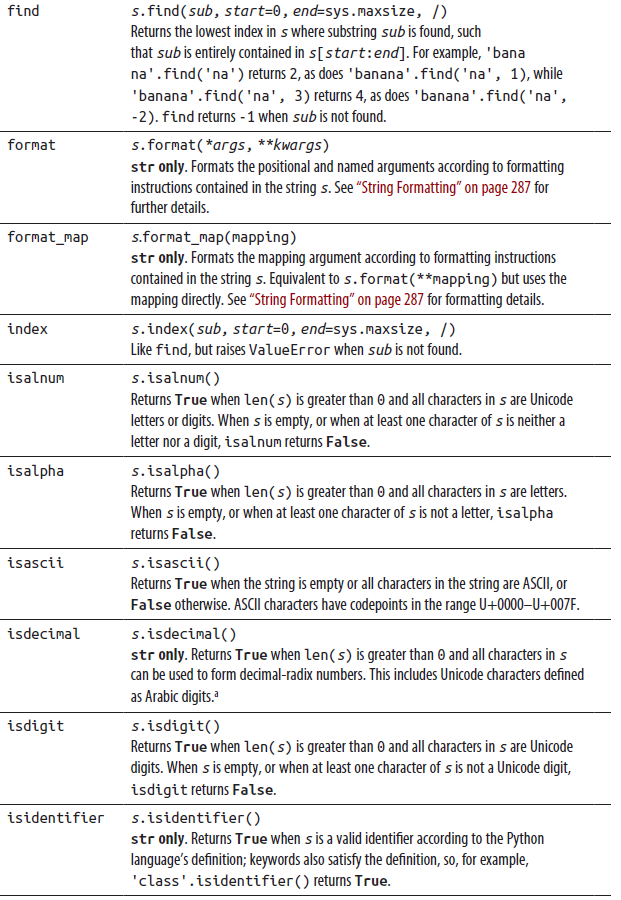 find s.find(sub, start=0, end=sys.maxsize, /)
Returns the lowest index in s where substring sub is found, such
that sub is entirely contained in s[start:end]. For example, 'bana
na'.find('na') returns 2, as does 'banana'.find('na', 1), while
'banana'.find('na', 3) returns 4, as does 'banana'.find('na',
-2). find returns -1 when sub is not found.
format s.format(*args, **kwargs)
str only. Formats the positional and named arguments according to formatting
instructions contained in the string s. See “String Formatting” on page 287 for
further details.
format_map s.format_map(mapping)
str only. Formats the mapping argument according to formatting instructions
contained in the string s. Equivalent to s.format(**mapping) but uses the
mapping directly. See “String Formatting” on page 287 for formatting details.
index s.index(sub, start=0, end=sys.maxsize, /)
Like find, but raises ValueError when sub is not found.
isalnum s.isalnum()
Returns True when len(s) is greater than 0 and all characters in s are Unicode
letters or digits. When s is empty, or when at least one character of s is neither a
letter nor a digit, isalnum returns False.
isalpha s.isalpha()
Returns True when len(s) is greater than 0 and all characters in s are letters.
When s is empty, or when at least one character of s is not a letter, isalpha
returns False.
isascii s.isascii()
Returns True when the string is empty or all characters in the string are ASCII, or
False otherwise. ASCII characters have codepoints in the range U+0000–U+007F.
isdecimal s.isdecimal()
str only. Returns True when len(s) is greater than 0 and all characters in s
can be used to form decimal-radix numbers. This includes Unicode characters defined
as Arabic digits.a
isdigit s.isdigit()
Returns True when len(s) is greater than 0 and all characters in s are Unicode
digits. When s is empty, or when at least one character of s is not a Unicode digit,
isdigit returns False.
isidentifier s.isidentifier()
str only. Returns True when s is a valid identifier according to the Python
language’s definition; keywords also satisfy the definition, so, for example,
'class'.isidentifier() returns True.